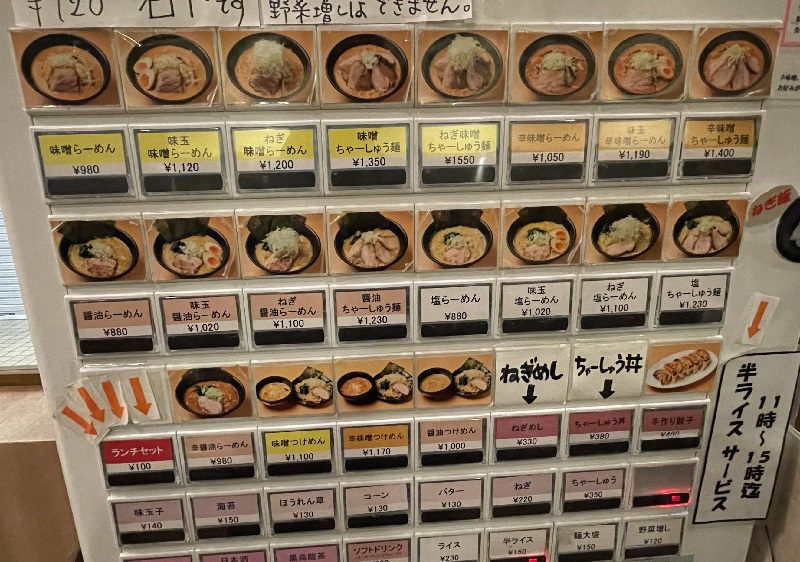 ¥120
野菜増しはできません。
味噌らーめん
¥980
味玉
味噌らーめん
¥1,120
ねぎ
味噌らーめん
¥1,200
味噌
ちゃーしゅう麺
¥1,350
ねぎ味噌
ちゃーしゅう麺
¥1550
辛味噌らーめん
¥1,050
味玉
辛味噌らーめん
¥1,190
辛味噌
ちゃーしゅう麺
¥1,400
ねぎ飯
醤油らーめん
¥880
味玉
醤油らーめん
¥1,020
ねぎ
醤油らーめん
¥1,100
醤油
ちゃーしゅう麺
¥1,230
塩らーめん
¥880
味玉
塩らーめん
¥1,020
ねぎ
塩らーめん
¥1,100
塩
ちゃーしゅう麺
¥1,230
ねぎめし
ちゃーしゅう丼
11時〜15時迄
半ライス サービス
ランチセット
¥100
辛醤油らーめん
¥980
味噌つけめん
¥1,100
辛味噌つけめん
¥1,170
醤油つけめん
¥1,000
ねぎめし
¥330
ちゃーしゅう丼
¥380
手作り餃子
味玉子
¥140
海苔
¥150
ほうれん草
¥130
コーン
¥130
バター
¥130
ねぎ
¥220
ちゃーしゅう
¥350
日本酒
黒烏龍茶
ソフトドリンク
ライス
¥230
半ライス
¥150
麺大盛
¥150
野菜増し
¥120